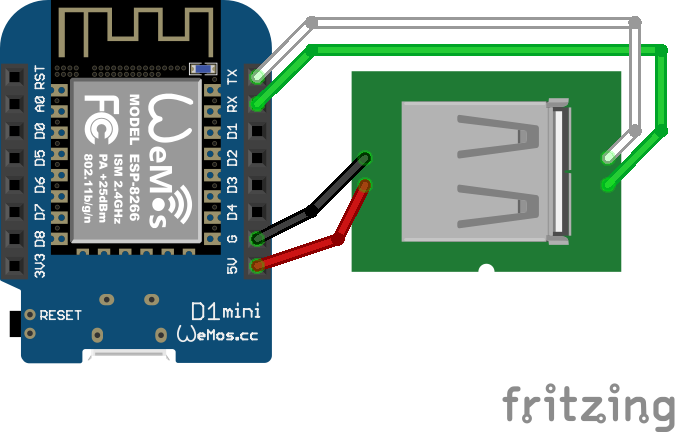 RST
A0
D0
D5
D6
D7
D8
3V3
TX
RX
D1
D2
D3
D4
G
5V
WeMos
MODEL ESP-8266
ISM 2.4GHz
PA +25dBm
802.11b/g/n
FC
RESET
D1mini
WeMos.cc
fritzing